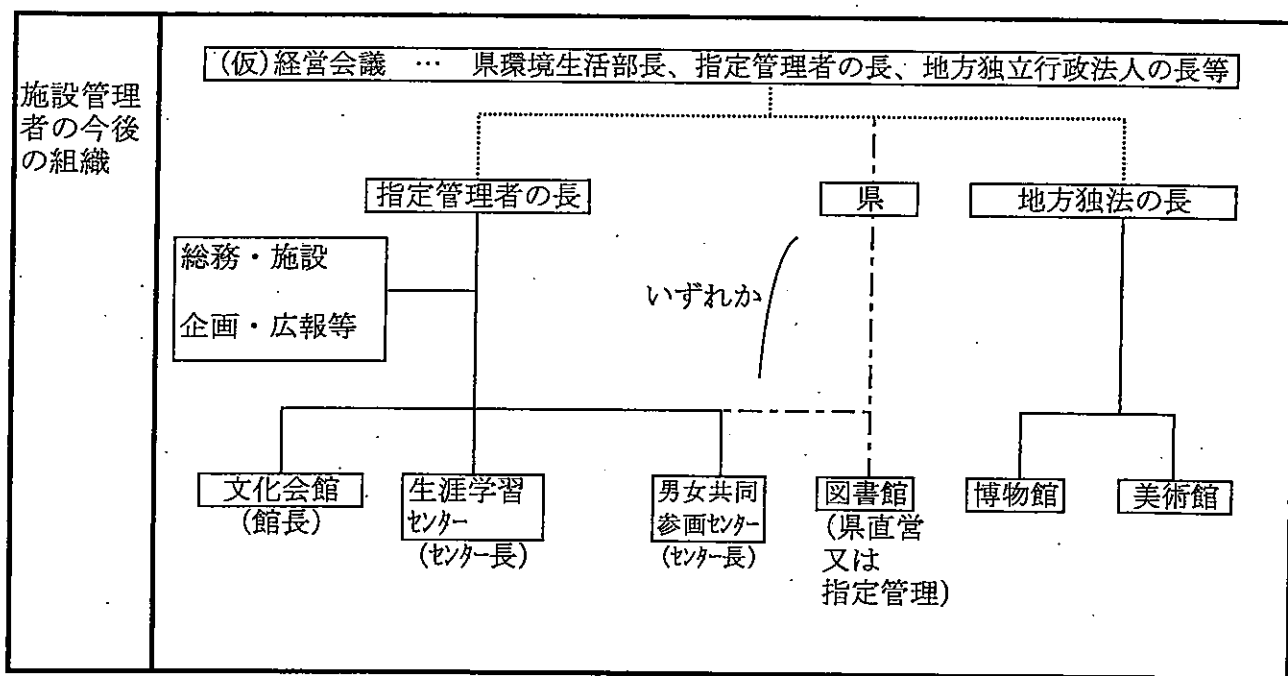 施設管理
者の今後
の組織
(仮)経営会議 … 県環境生活部長、指定管理者の長、地方独立行政法人の長等
指定管理者の長
県
地方独法の長
総務・施設
企画・広報等
いずれか
文化会館
(館長)
生涯学習
センター
(センター長)
男女共同
参画センター
(センター長)
図書館
(県直営
又は
指定管理)
博物館
美術館